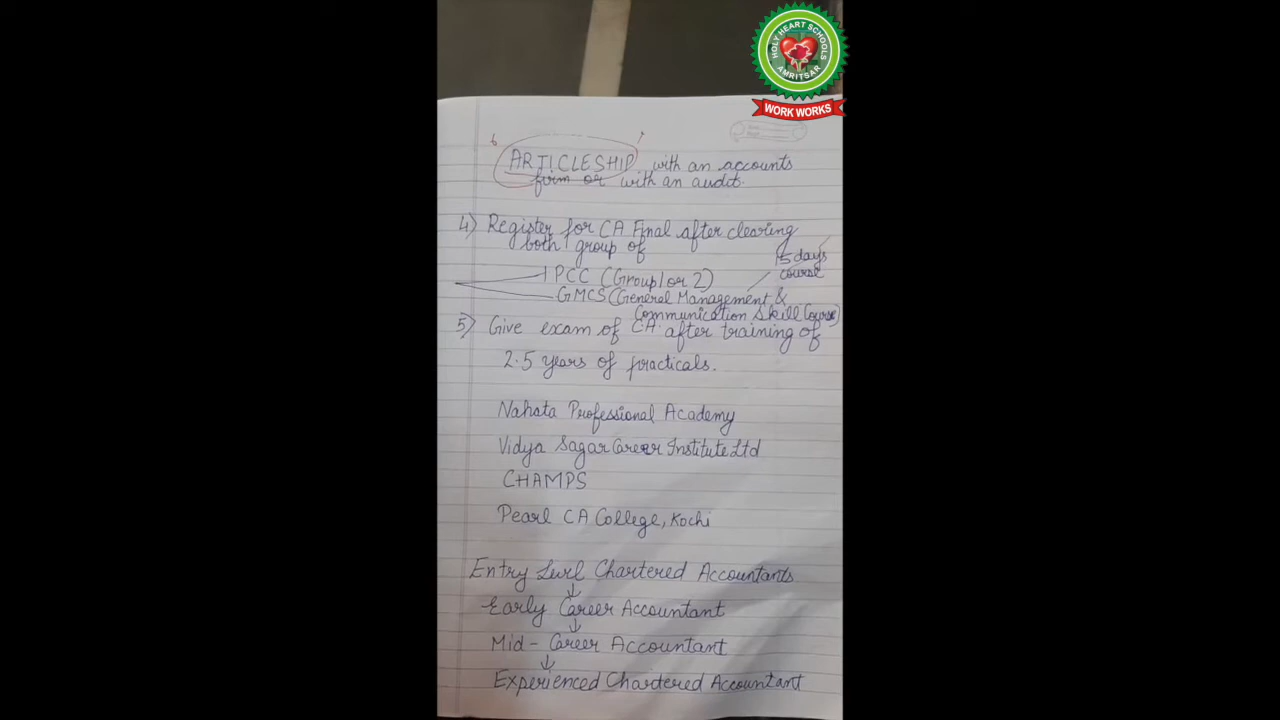 HOLY HEART SCHOOLS
AMRITSAR
WORK WORKS
ARTICLESHIP with an accounts
firm or with an audit.
4) Register for CA Final after clearing
both group of
15 days
course
IPCC (Group 1 or 2)
GMCS (General Management &
Communication Skill Course)
5) Give exam of CA after training of
2.5 years of practicals.
Nahata Professional Academy
Vidya Sagar Career Institute Ltd
CHAMPS
Pearl CA College, Kochi
Entry Level Chartered Accountants
↓
Early Career Accountant
↓
Mid - Career Accountant
↓
Experienced Chartered Accountant